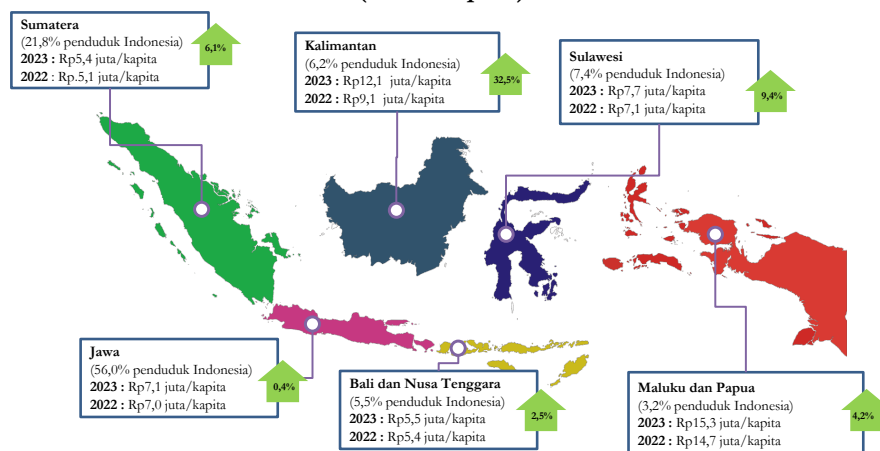 Sumatera
(21,8% penduduk Indonesia)
2023 : Rp5,4 juta/kapita
2022 : Rp.5,1 juta/kapita
6,1%
Kalimantan
(6,2% penduduk Indonesia)
2023: Rp12,1 juta/kapita
2022: Rp9,1 juta/kapita
32,5%
Sulawesi
(7,4% penduduk Indonesia)
2023 : Rp7,7 juta/kapita
2022 : Rp7,1 juta/kapita
9,4%
Jawa
(56,0% penduduk Indonesia)
2023 : Rp7,1 juta/kapita
2022 : Rp7,0 juta/kapita
0,4%
Bali dan Nusa Tenggara
(5,5% penduduk Indonesia)
2023 : Rp5,5 juta/kapita
2022 : Rp5,4 juta/kapita
2,5%
Maluku dan Papua
(3,2% penduduk Indonesia)
2023 : Rp15,3 juta/kapita
2022 : Rp14,7 juta/kapita
4,2%